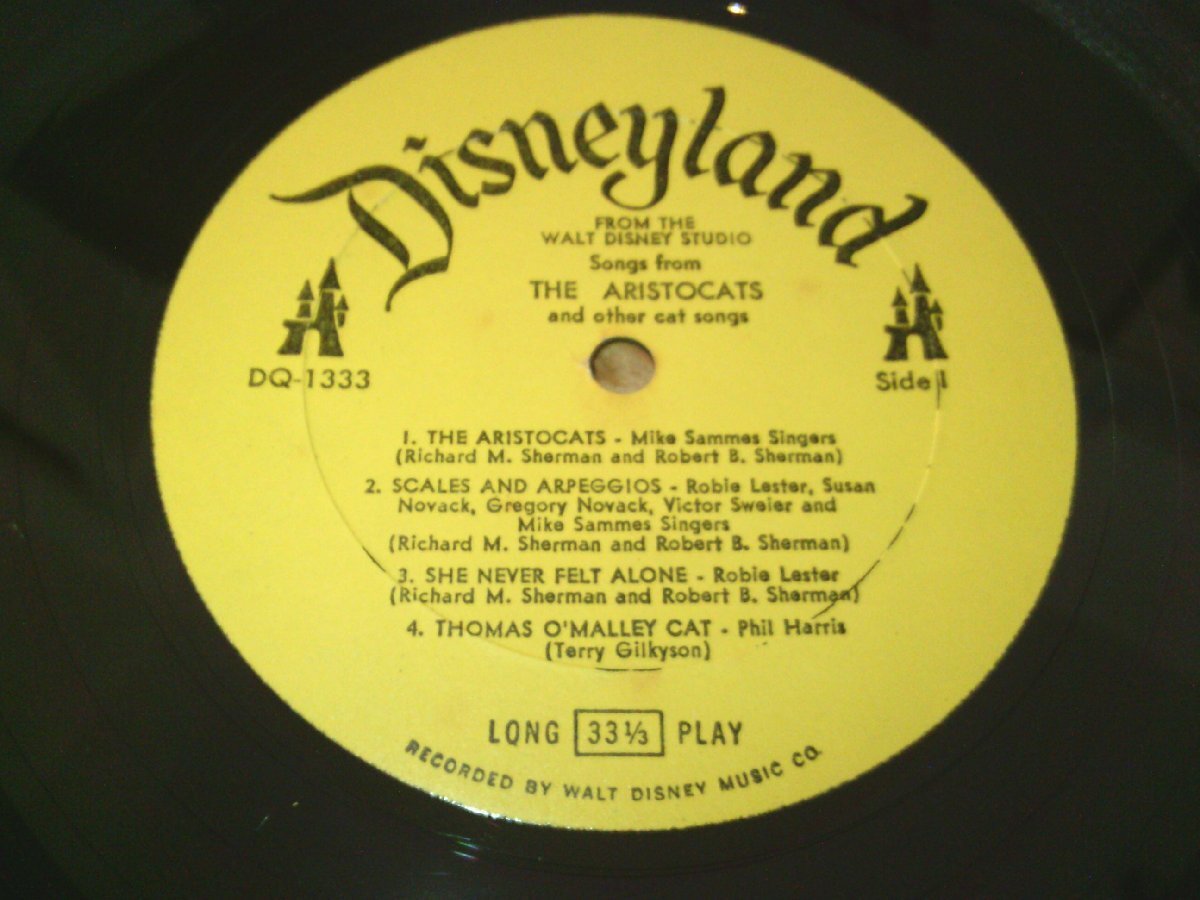 Disneyland
FROM THE
WALT DISNEY STUDIO
Songs from
THE ARISTOCATS
and other cat songs
DQ-1333
Side 1
1. THE ARISTOCATS - Mike Sammes Singers
(Richard M. Sherman and Robert B. Sherman)
2. SCALES AND ARPEGGIOS - Robie Lester, Susan
Novack, Gregory Novack, Victor Sweier and
Mike Sammes Singers
(Richard M. Sherman and Robert B. Sherman)
3. SHE NEVER FELT ALONE - Robie Lester
(Richard M. Sherman and Robert B. Sherman)
4. THOMAS O'MALLEY CAT - Phil Harris
(Terry Gilkyson)
LONG 33⅓ PLAY
RECORDED BY WALT DISNEY MUSIC CO.